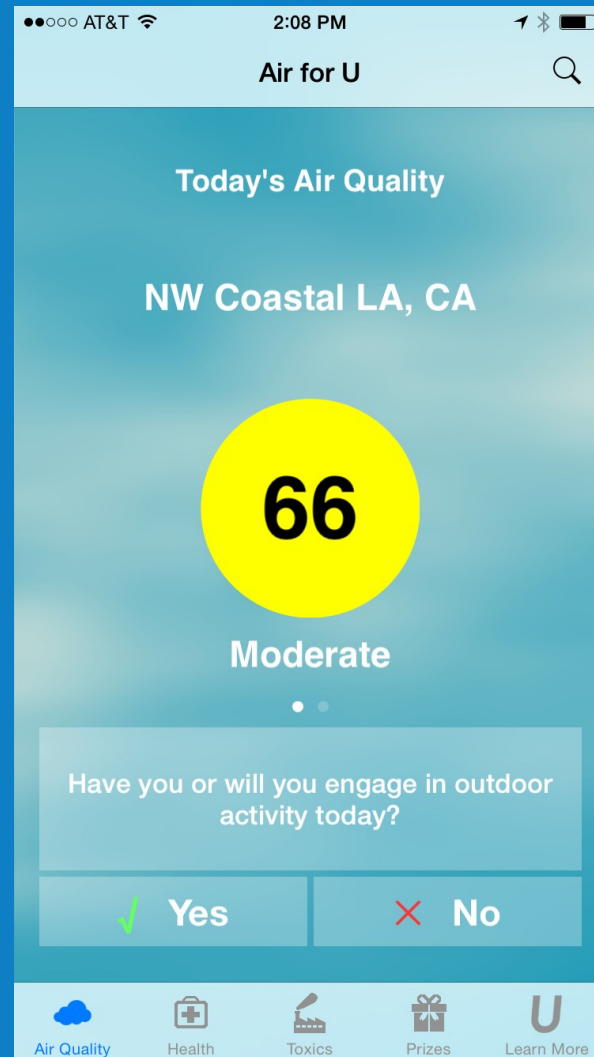 AT&T 2:08 PM
Air for U
Today's Air Quality
NW Coastal LA, CA
66
Moderate
Have you or will you engage in outdoor
activity today?
Yes No
Air Quality Health Toxics Prizes Learn More